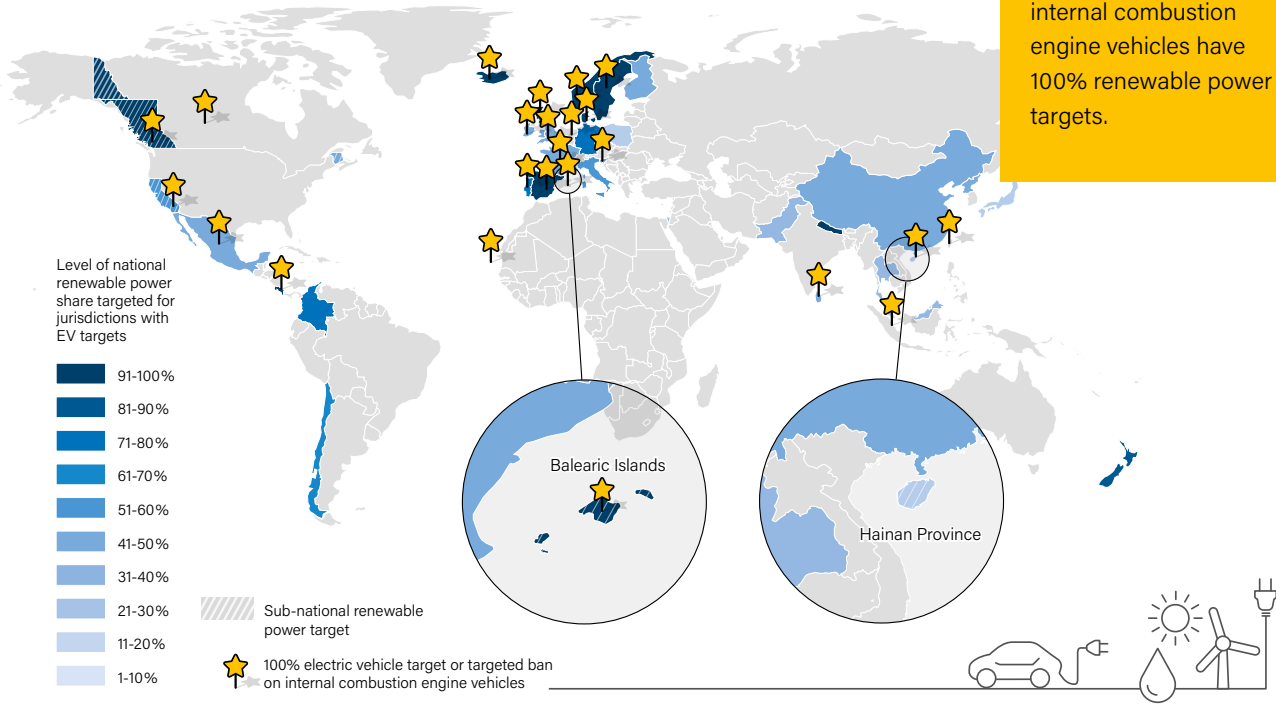 internal combustion
engine vehicles have
100% renewable power
targets.
Level of national
renewable power
share targeted for
jurisdictions with
EV targets
91-100%
81-90%
71-80%
61-70%
51-60%
41-50%
31-40%
21-30%
11-20%
1-10%
Sub-national renewable
power target
100% electric vehicle target or targeted ban
on internal combustion engine vehicles
Balearic Islands
Hainan Province